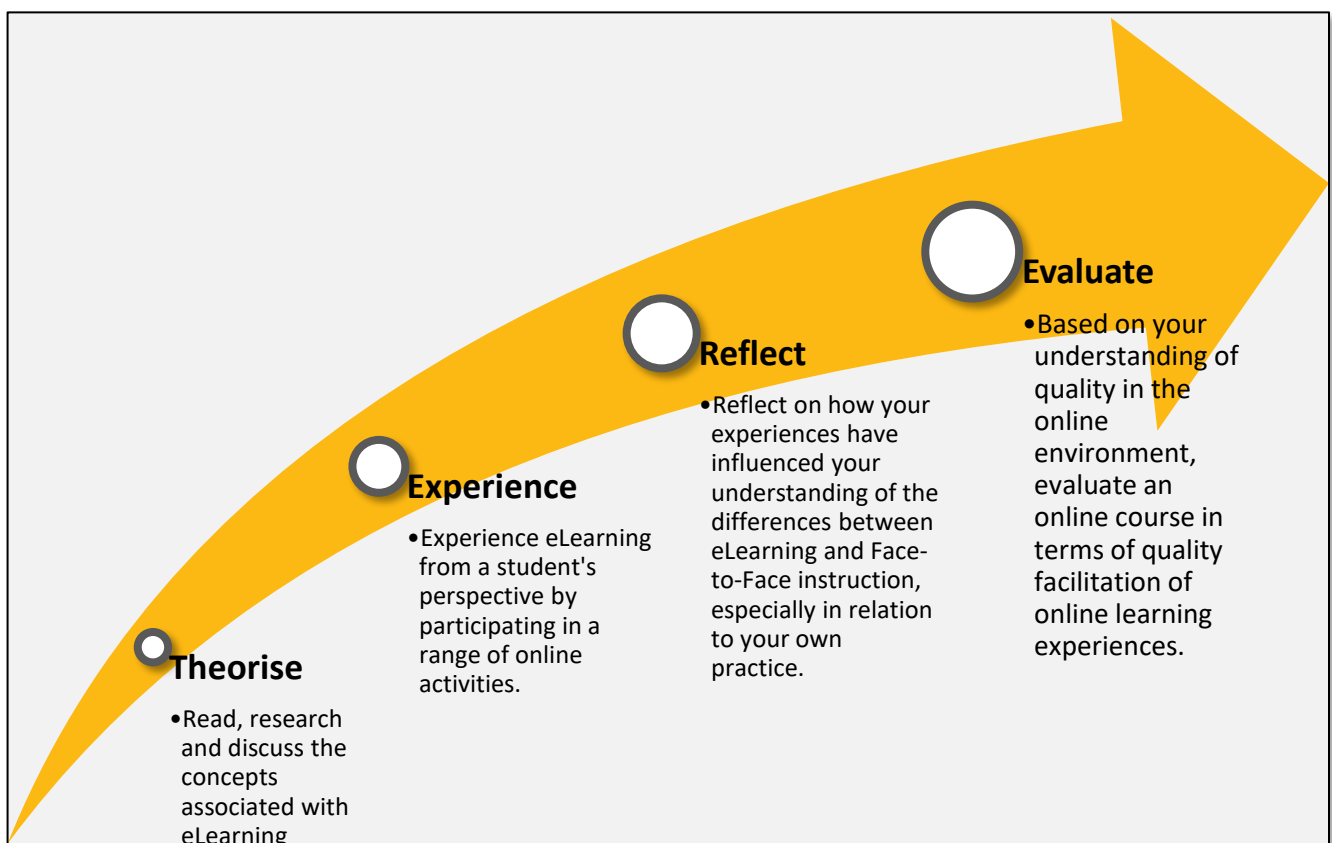 Theorise
•Read, research
and discuss the
concepts
associated with
eLearning
Experience
•Experience eLearning
from a student's
perspective by
participating in a
range of online
activities.
Reflect
•Reflect on how your
experiences have
influenced your
understanding of the
differences between
eLearning and Face-
to-Face instruction,
especially in relation
to your own
practice.
Evaluate
•Based on your
understanding of
quality in the
online
environment,
evaluate an
online course in
terms of quality
facilitation of
online learning
experiences.